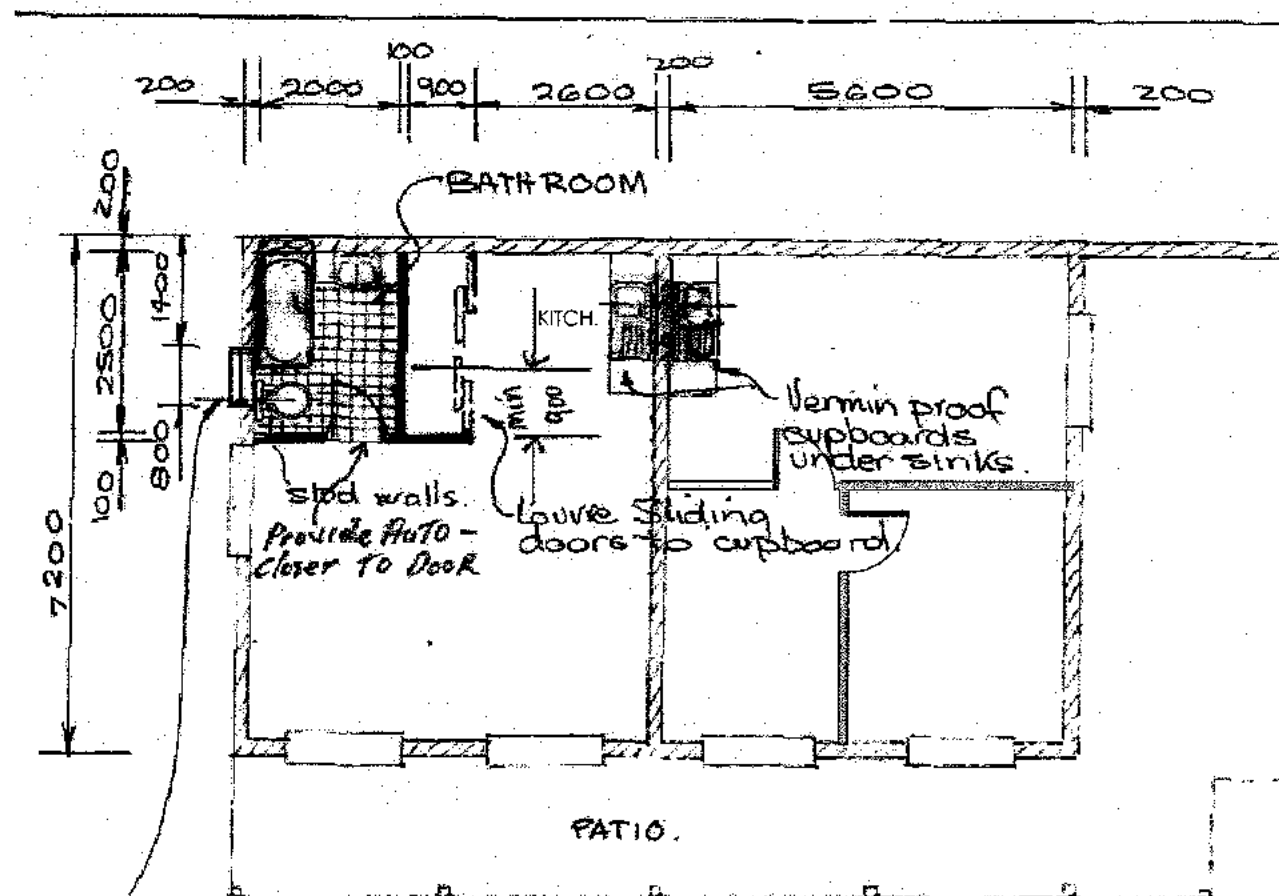 100
200
200 2000 900 2600 5600 200
BATHROOM
200
1400
2500
KITCH.
min
900
800
100
7200
Vermin proof
cupboards
under sinks.
Stud walls.
Provide AUTO-
Closer TO DOOR
Louvre Sliding
doors to cupboard.
PATIO.